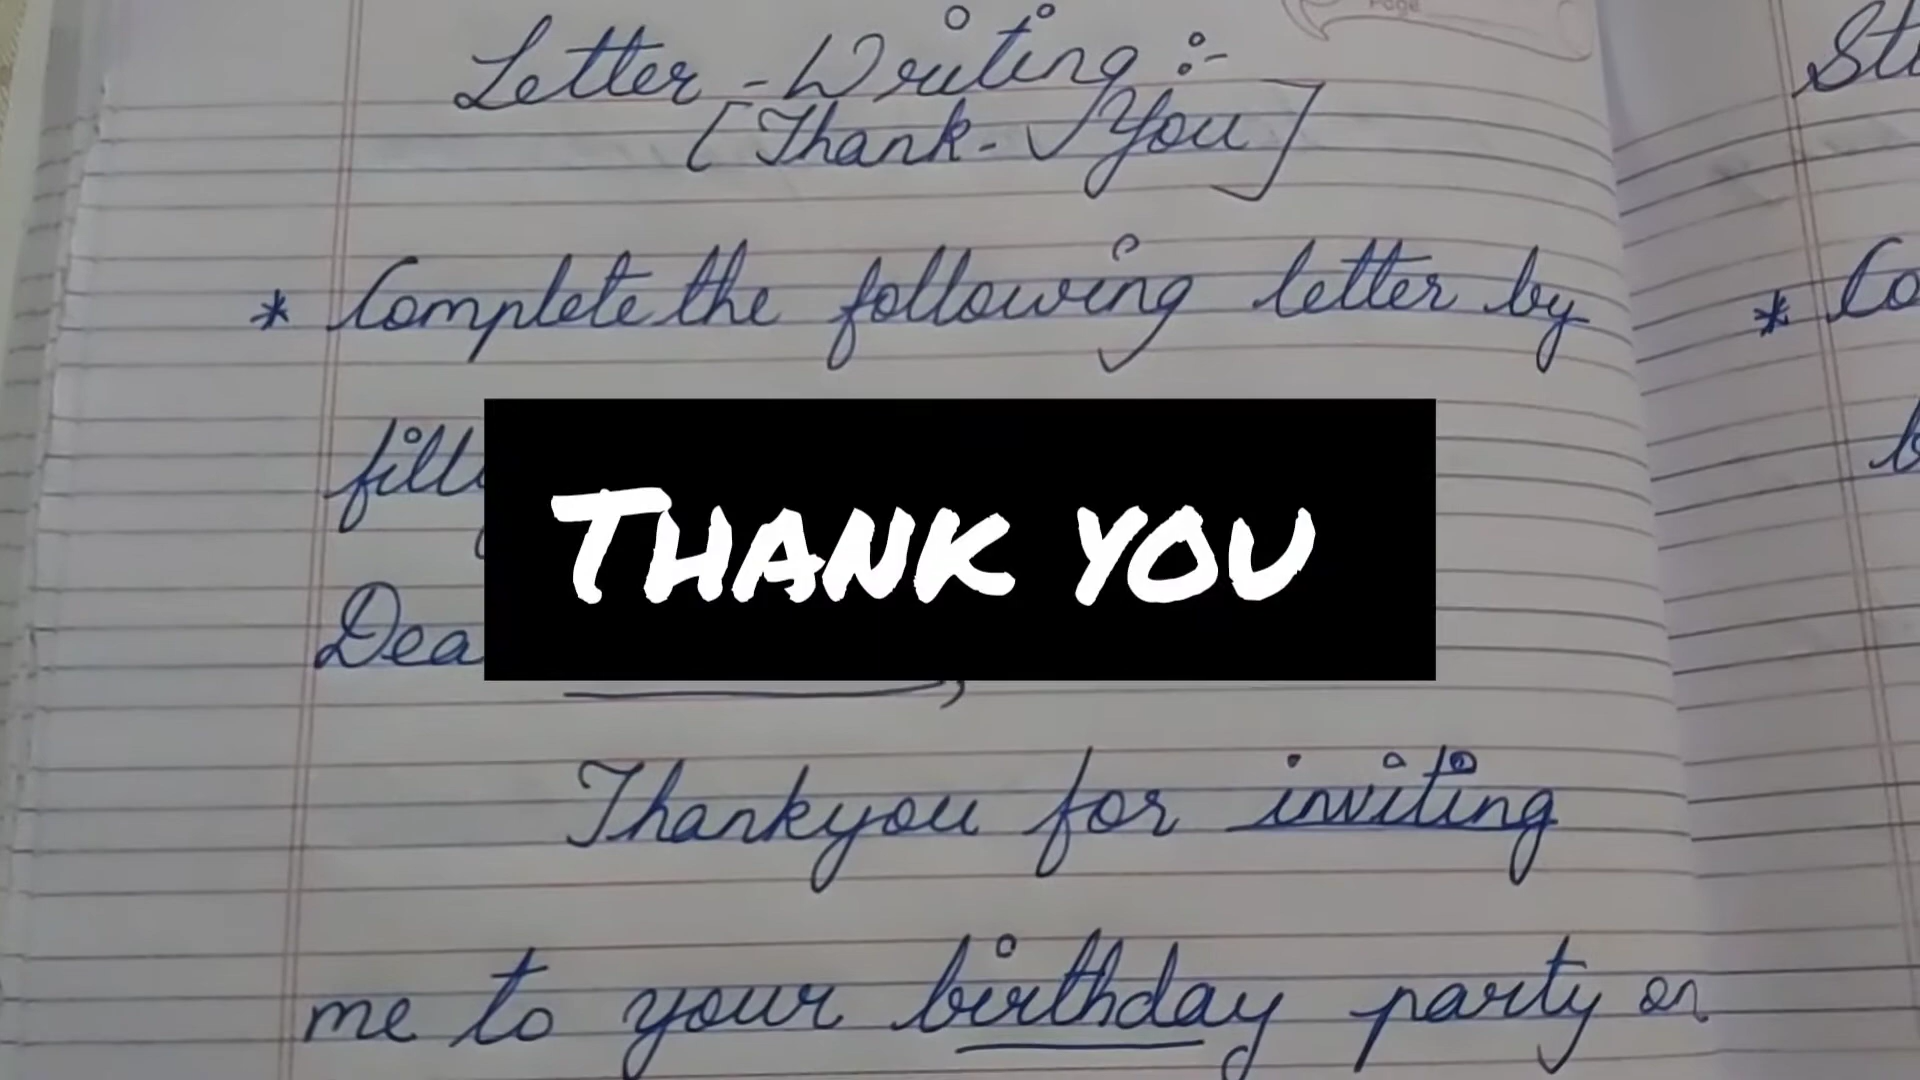 Page
Letter-Writing :-
[Thank-You]
* Complete the following letter by
Thank you
Thankyou for inviting
me to your birthday party on